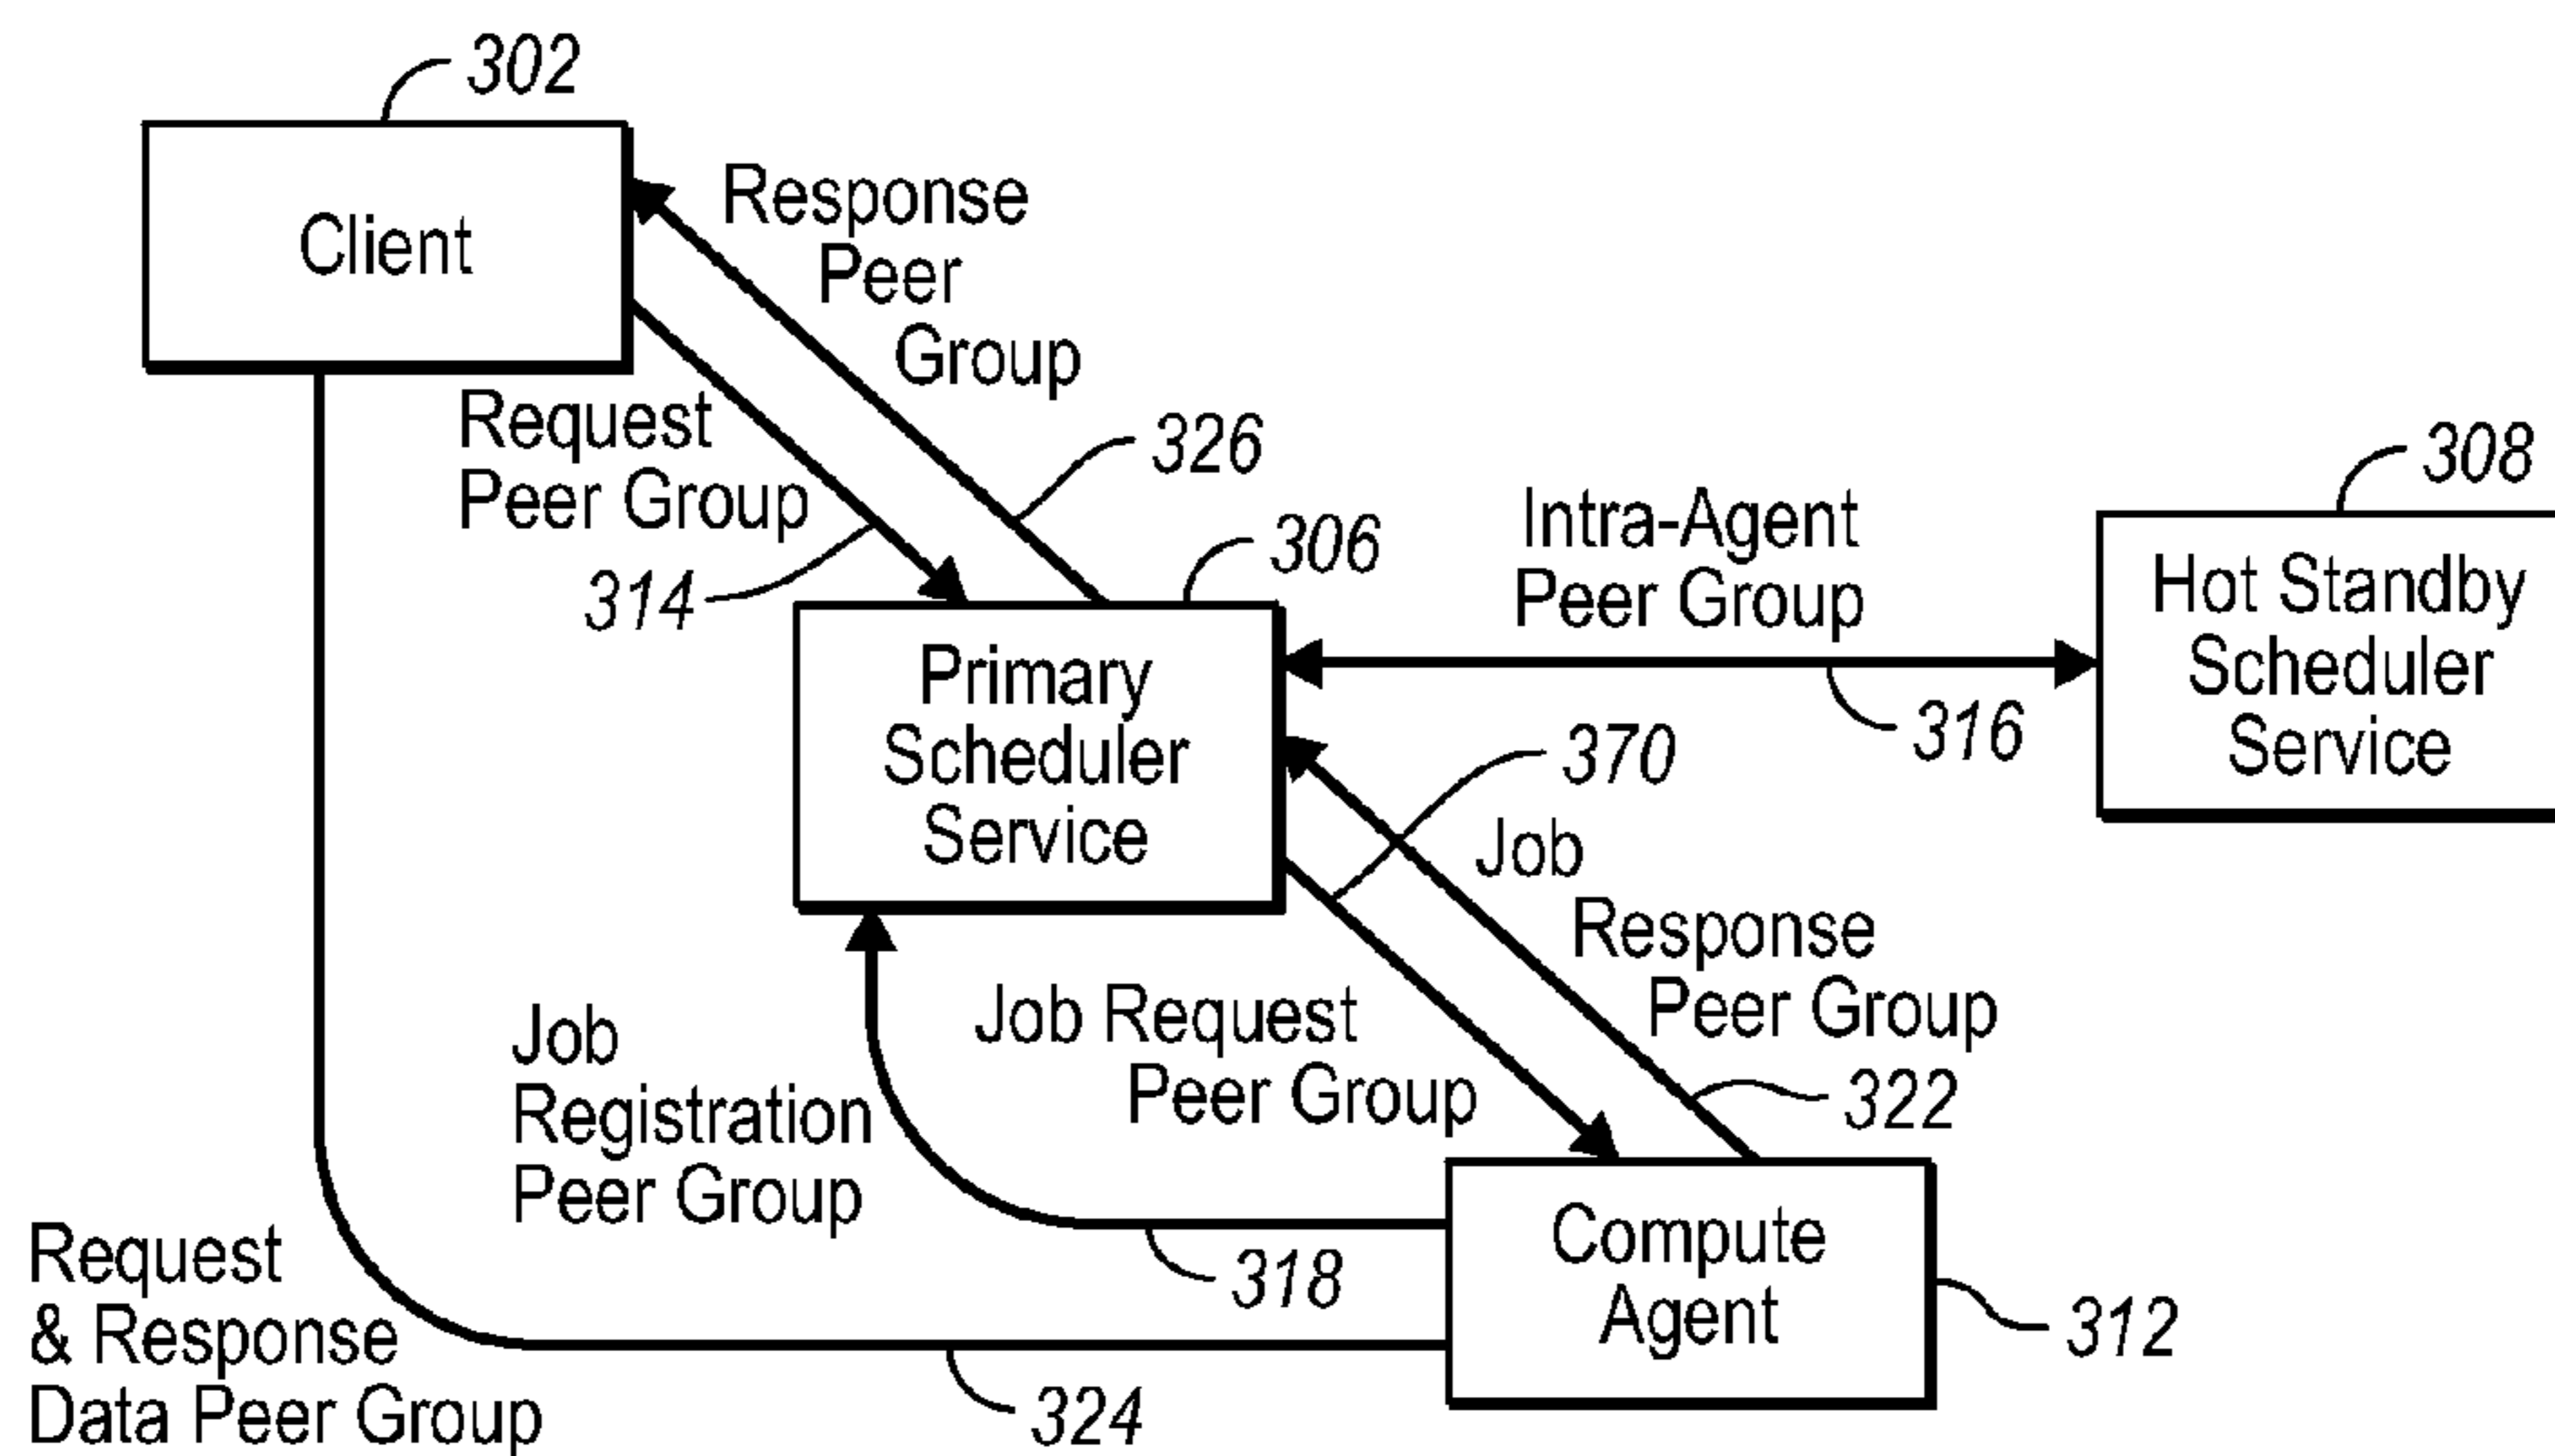 302
Client
Response
Peer
Group
Request
Peer Group
326
314
306
Intra-Agent
Peer Group
308
Hot Standby
Scheduler
Service
Primary
Scheduler
Service
316
370
Job
Response
Peer Group
Job Request
Peer Group
322
Job
Registration
Peer Group
318
Compute
Agent
312
Request
& Response
Data Peer Group
324